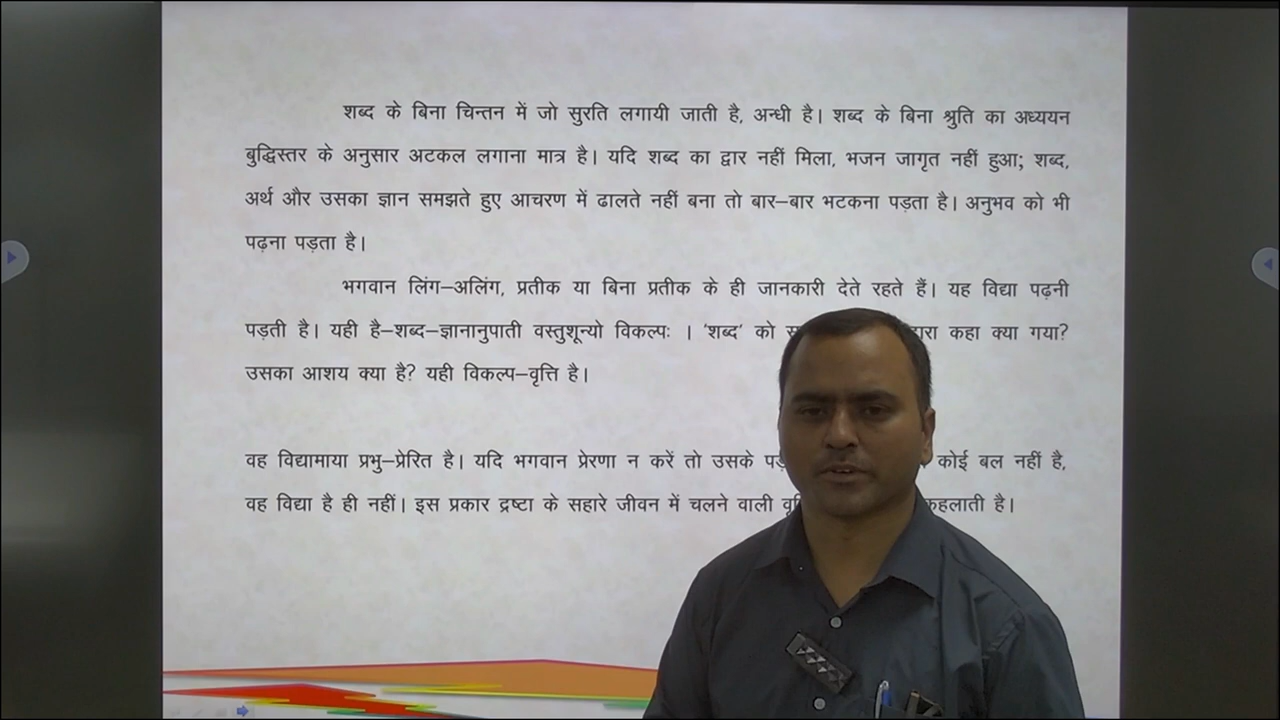 शब्द के बिना चिन्तन में जो सुरति लगायी जाती है, अन्धी है। शब्द के बिना श्रुति का अध्ययन
बुद्धिस्तर के अनुसार अटकल लगाना मात्र है। यदि शब्द का द्वार नहीं मिला, भजन जागृत नहीं हुआ; शब्द,
अर्थ और उसका ज्ञान समझते हुए आचरण में ढालते नहीं बना तो बार–बार भटकना पड़ता है। अनुभव को भी
पढ़ना पड़ता है।
भगवान लिंग–अलिंग, प्रतीक या बिना प्रतीक के ही जानकारी देते रहते हैं। यह विद्या पढ़नी
पड़ती है। यही है–शब्द–ज्ञानानुपाती वस्तुशून्यो विकल्पः । 'शब्द' को कहा क्या गया?
उसका आशय क्या है? यही विकल्प–वृत्ति है।
वह विद्यामाया प्रभु–प्रेरित है। यदि भगवान प्रेरणा न करें तो उसके कोई बल नहीं है,
वह विद्या है ही नहीं। इस प्रकार द्रष्टा के सहारे जीवन में चलने वाली कहलाती है।